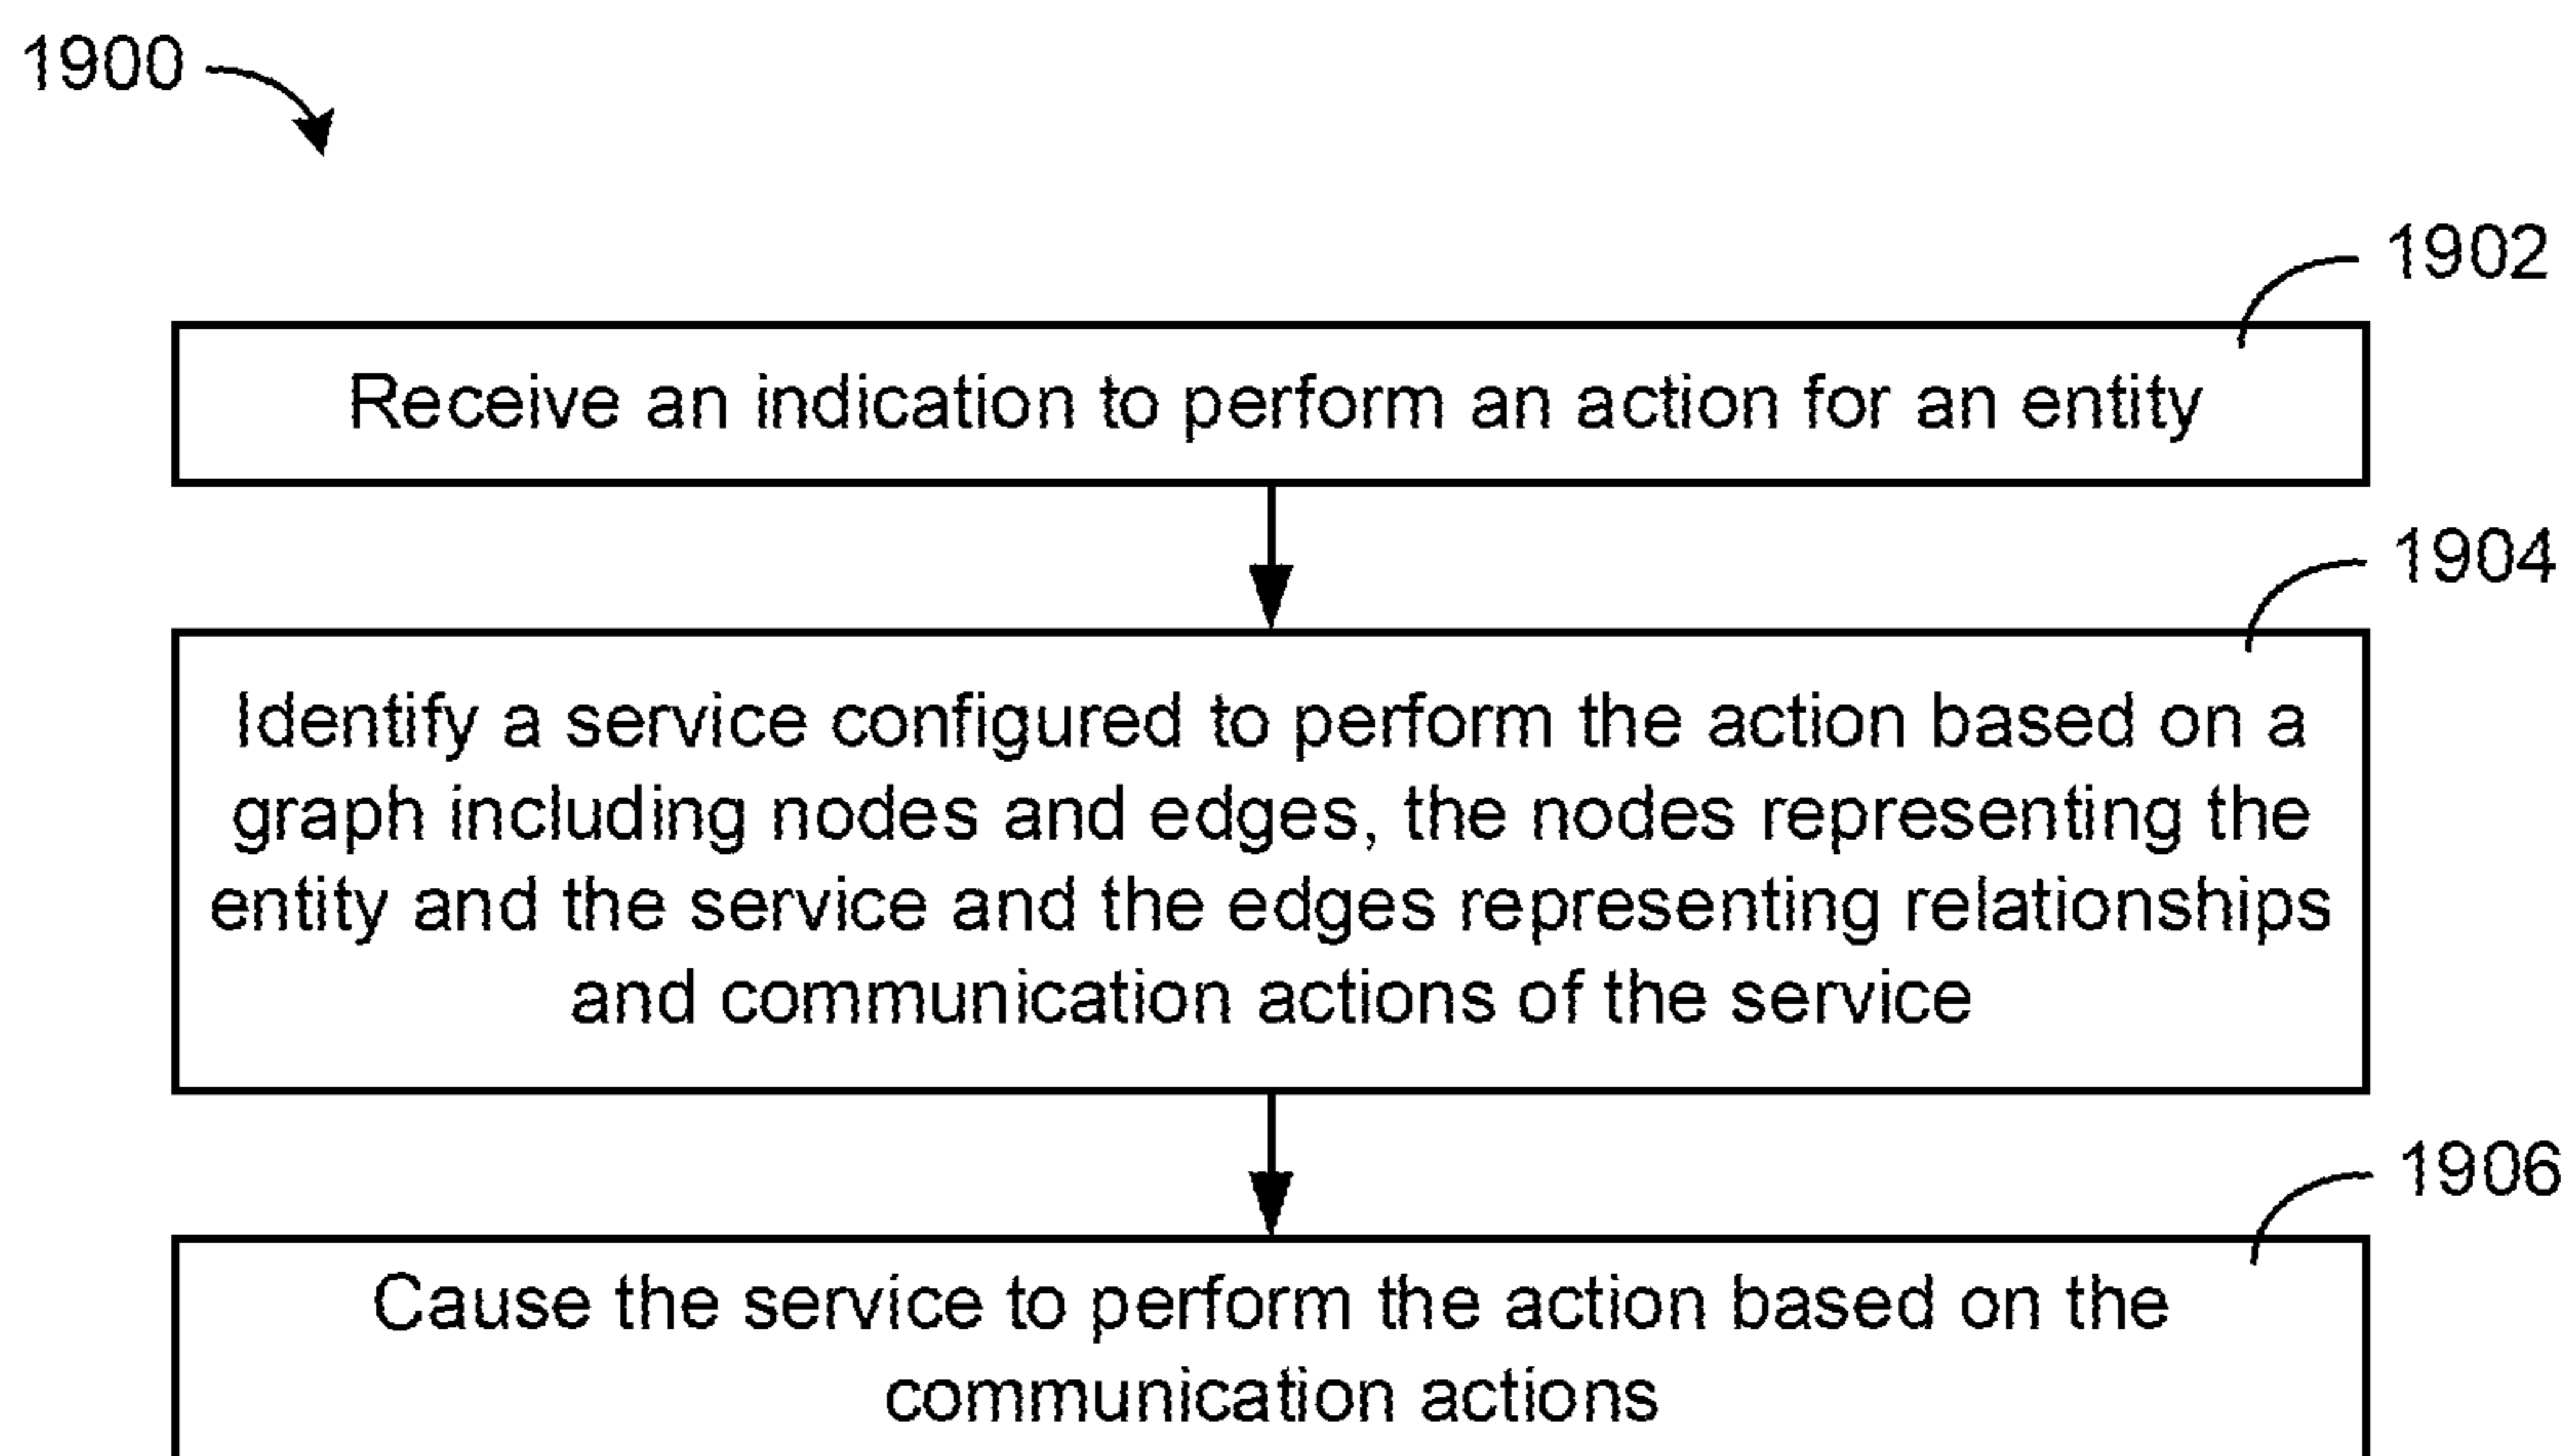 1900
1902
Receive an indication to perform an action for an entity
1904
Identify a service configured to perform the action based on a
graph including nodes and edges, the nodes representing the
entity and the service and the edges representing relationships
and communication actions of the service
1906
Cause the service to perform the action based on the
communication actions